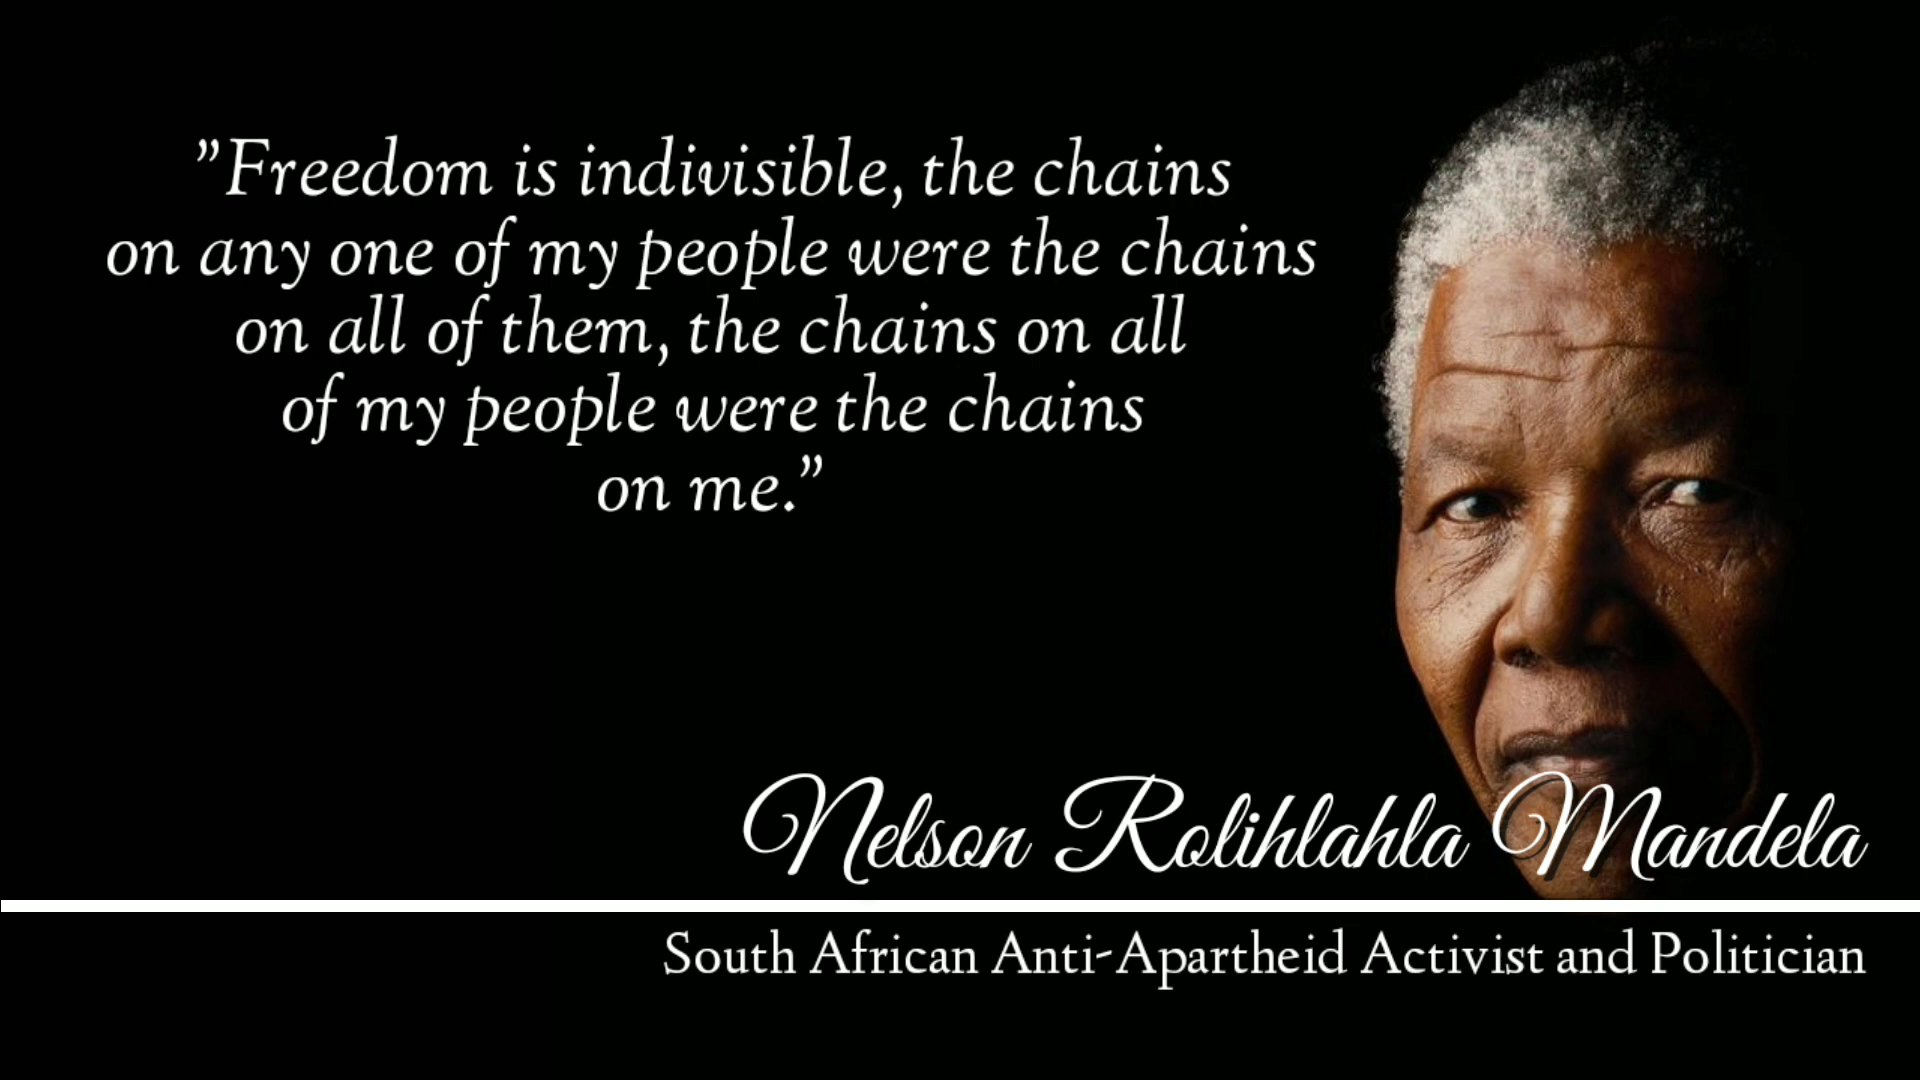 ”Freedom is indivisible, the chains
on any one of my people were the chains
on all of them, the chains on all
of my people were the chains
on me.”
Nelson Rolihlahla Mandela
South African Anti-Apartheid Activist and Politician